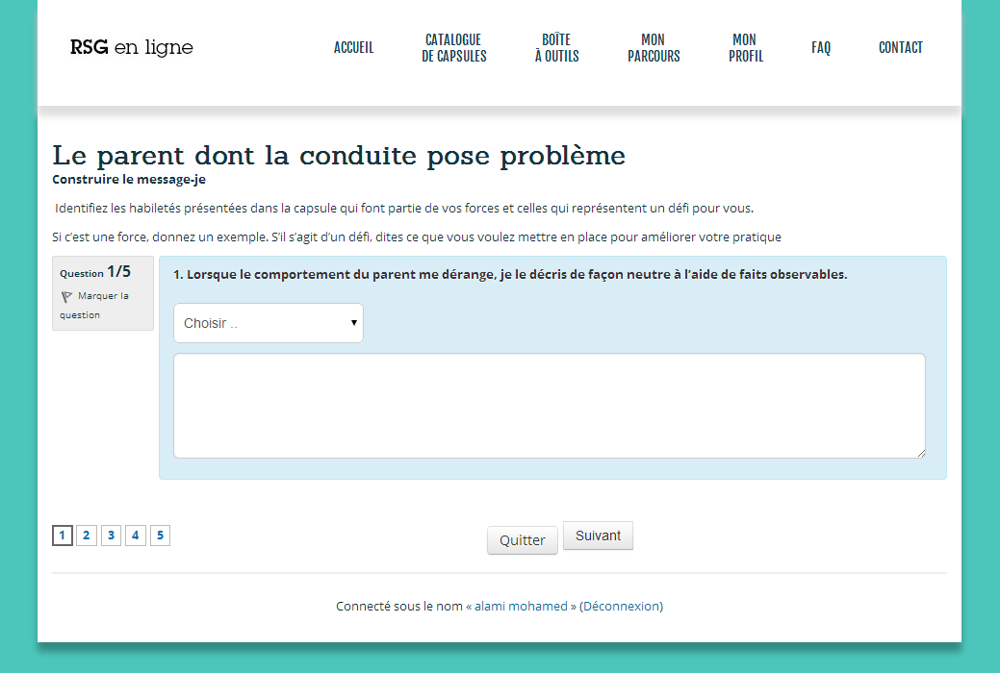 RSG en ligne
ACCUEIL
CATALOGUE
DE CAPSULES
BOÎTE
À OUTILS
MON
PARCOURS
MON
PROFIL
FAQ
CONTACT
Le parent dont la conduite pose problème
Construire le message-je
Identifiez les habiletés présentées dans la capsule qui font partie de vos forces et celles qui représentent un défi pour vous.
Si c’est une force, donnez un exemple. S’il s’agit d’un défi, dites ce que vous voulez mettre en place pour améliorer votre pratique
Question 1/5
Marquer la
question
1. Lorsque le comportement du parent me dérange, je le décris de façon neutre à l’aide de faits observables.
Choisir ..
1 2 3 4 5
Quitter
Suivant
Connecté sous le nom « alami mohamed » (Déconnexion)